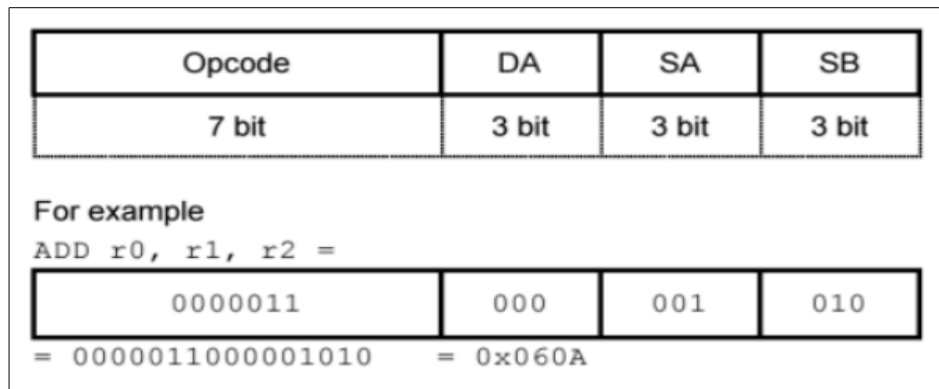 Opcode DA SA SB
7 bit 3 bit 3 bit 3 bit
For example
ADD r0, r1, r2 =
0000011 000 001 010
= 0000011000001010 = 0x060A